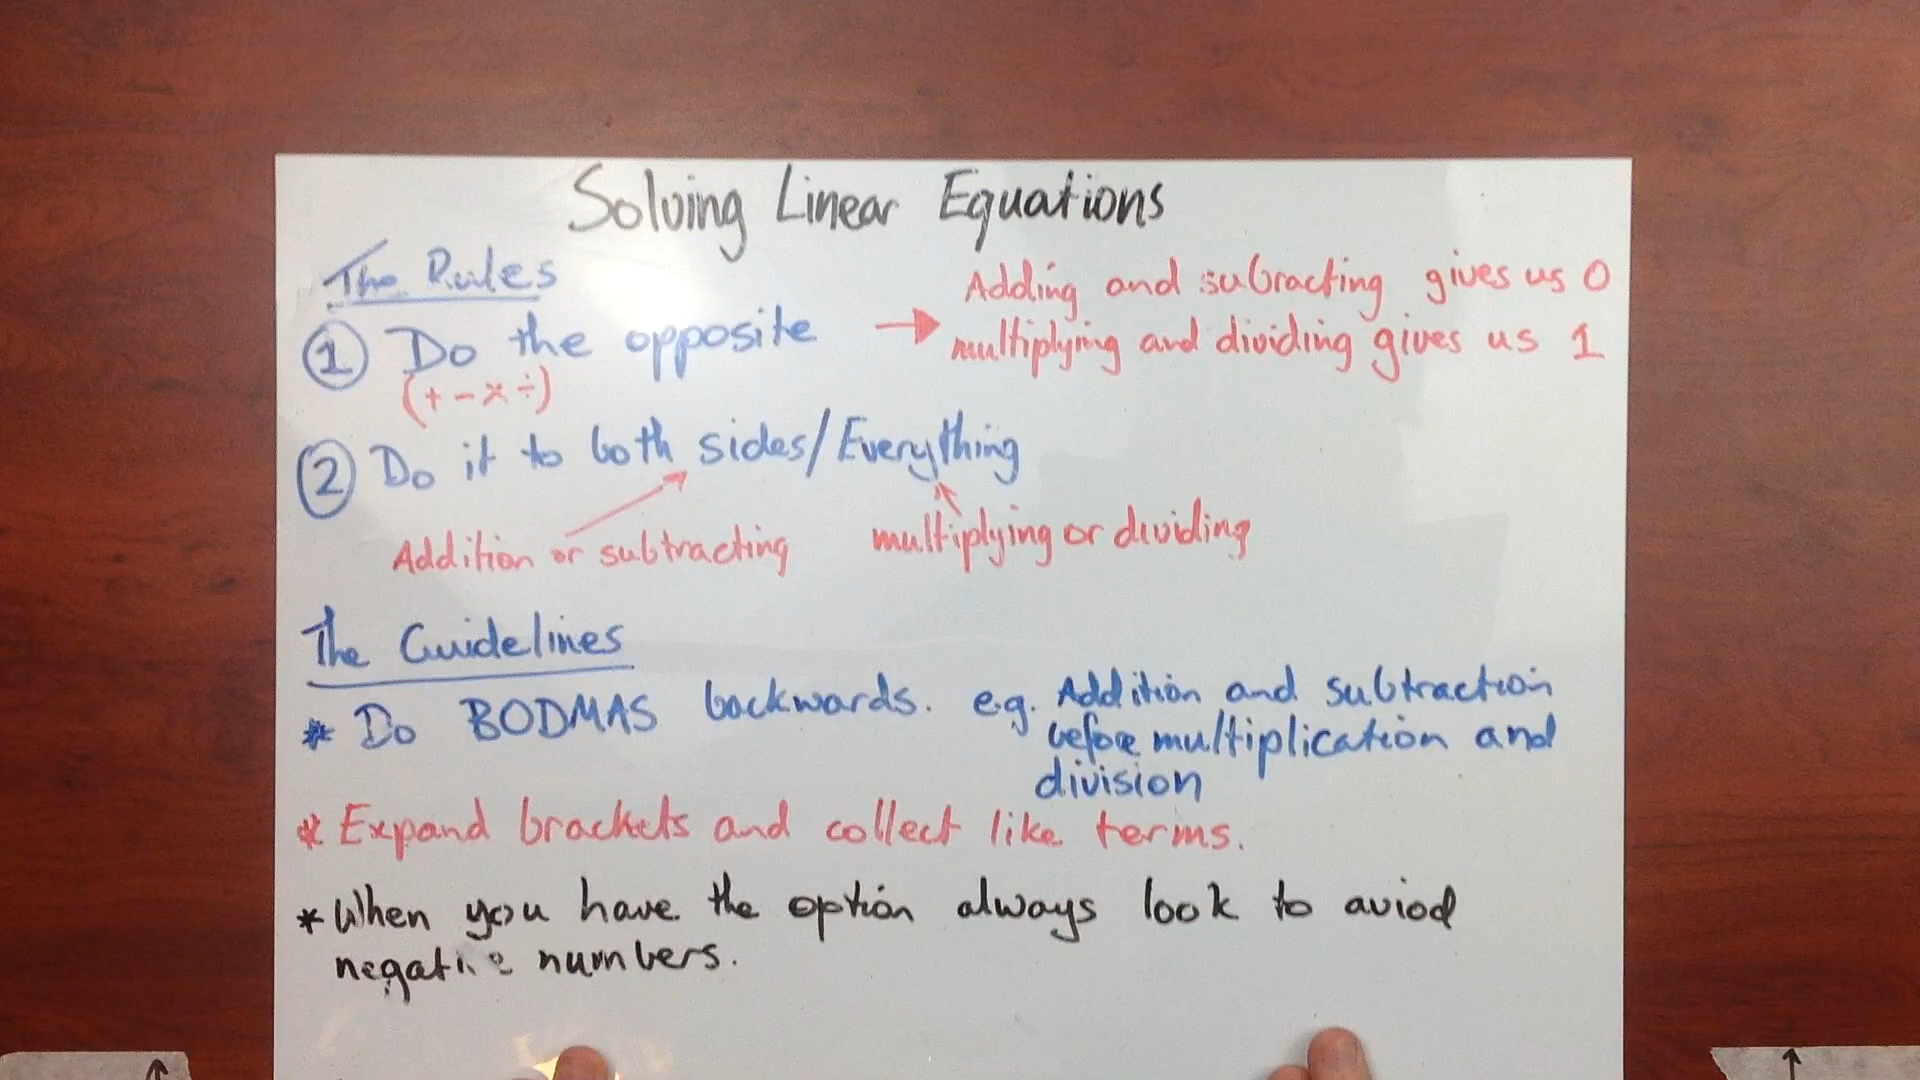 Solving Linear Equations
The Rules
① Do the opposite → Adding and subracting gives us 0
multiplying and dividing gives us 1
(+ - × ÷)
② Do it to both sides/Everything
Addition or subtracting multiplying or dividing
The Guidelines
* Do BODMAS backwards. e.g. Addition and subtraction
before multiplication and
division
* Expand brackets and collect like terms.
* When you have the option always look to aviod
negative numbers.